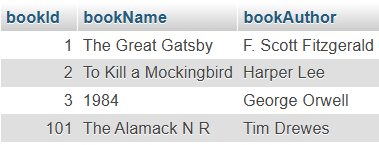 bookId bookName bookAuthor
1 The Great Gatsby F. Scott Fitzgerald
2 To Kill a Mockingbird Harper Lee
3 1984 George Orwell
101 The Alamack N R Tim Drewes